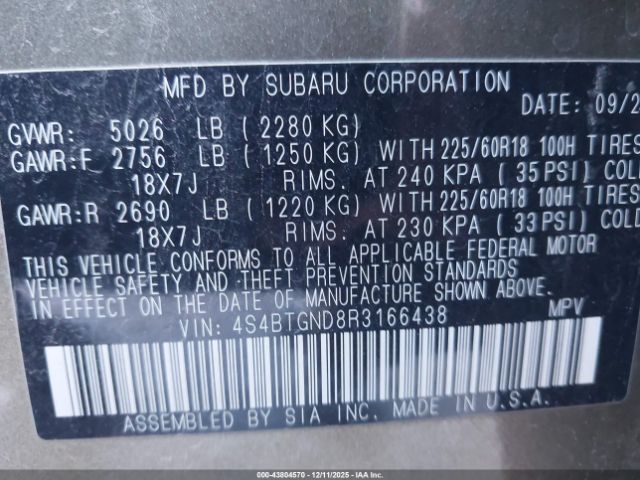 MFD BY SUBARU CORPORATION
DATE: 09/2
GVWR: 5026 LB ( 2280 KG)
GAWR:F 2756 LB ( 1250 KG) WITH 225/60R18 100H TIRES
18X7J RIMS. AT 240 KPA ( 35 PSI) COL
GAWR:R 2690 LB ( 1220 KG) WITH 225/60R18 100H TIRES
18X7J RIMS. AT 230 KPA ( 33 PSI) COL
THIS VEHICLE CONFORMS TO ALL APPLICABLE FEDERAL MOTOR
VEHICLE SAFETY AND THEFT PREVENTION STANDARDS
IN EFFECT ON THE DATE OF MANUFACTURE SHOWN ABOVE.
VIN: 4S4BTGND8R3166438 MPV
ASSEMBLED BY SIA INC. MADE IN U.S.A.
000-43804570 • 12/11/2025 • IAAI.COM